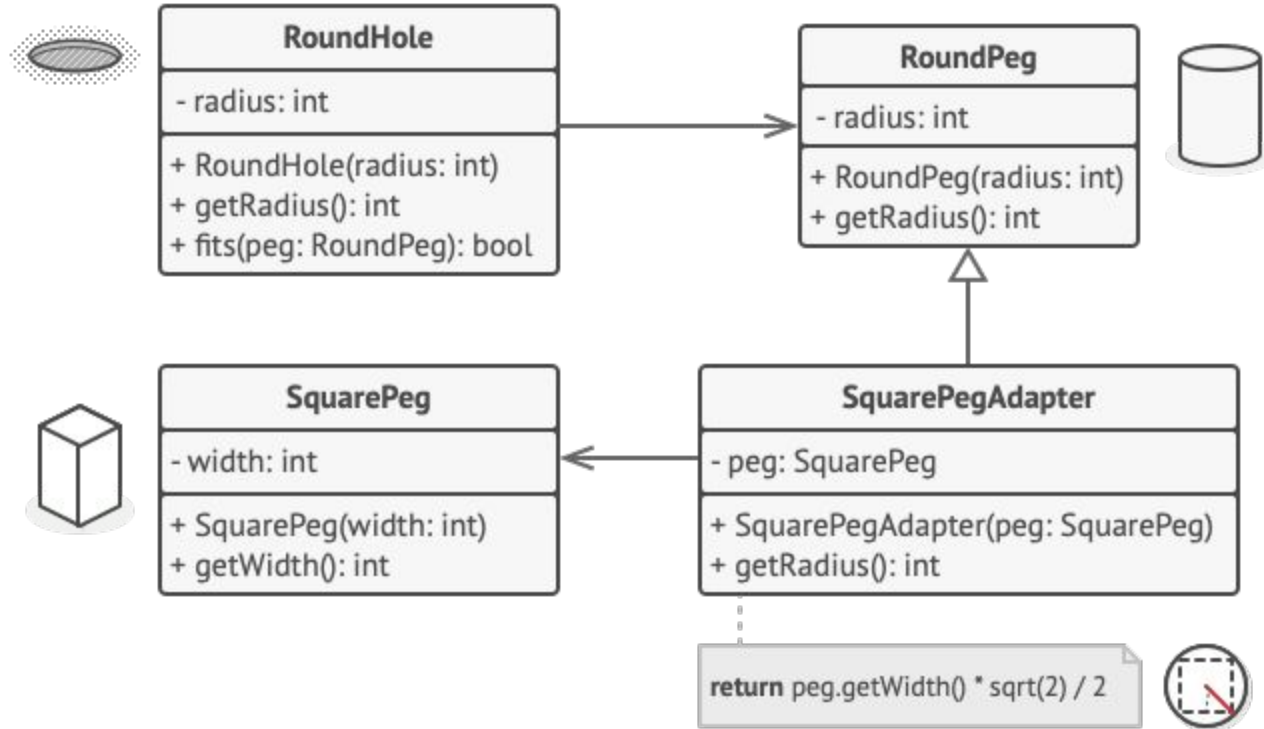 RoundHole
- radius: int
+ RoundHole(radius: int)
+ getRadius(): int
+ fits(peg: RoundPeg): bool
RoundPeg
- radius: int
+ RoundPeg(radius: int)
+ getRadius(): int
SquarePeg
- width: int
+ SquarePeg(width: int)
+ getWidth(): int
SquarePegAdapter
- peg: SquarePeg
+ SquarePegAdapter(peg: SquarePeg)
+ getRadius(): int
return peg.getWidth() * sqrt(2) / 2